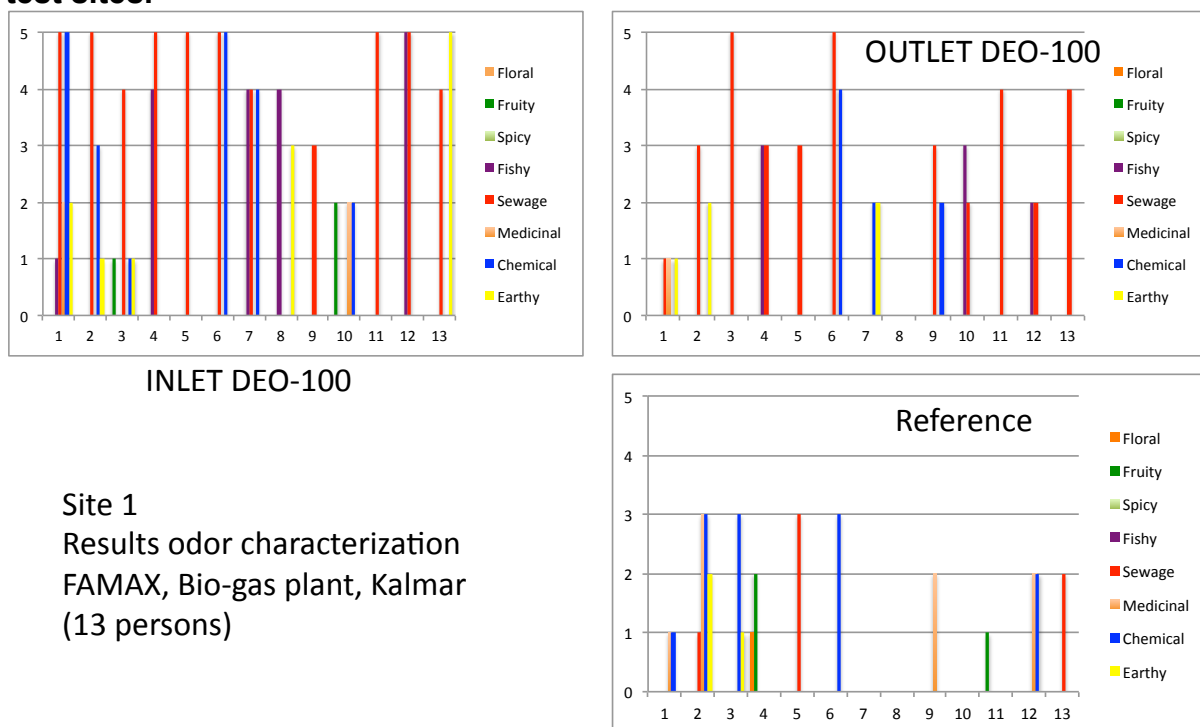 5
4
3
2
1
0
1 2 3 4 5 6 7 8 9 10 11 12 13
Floral
Fruity
Spicy
Fishy
Sewage
Medicinal
Chemical
Earthy
INLET DEO-100
OUTLET DEO-100
5
4
3
2
1
0
1 2 3 4 5 6 7 8 9 10 11 12 13
Floral
Fruity
Spicy
Fishy
Sewage
Medicinal
Chemical
Earthy
Reference
5
4
3
2
1
0
1 2 3 4 5 6 7 8 9 10 11 12 13
Floral
Fruity
Spicy
Fishy
Sewage
Medicinal
Chemical
Earthy
Site 1
Results odor characterization
FAMAX, Bio-gas plant, Kalmar
(13 persons)